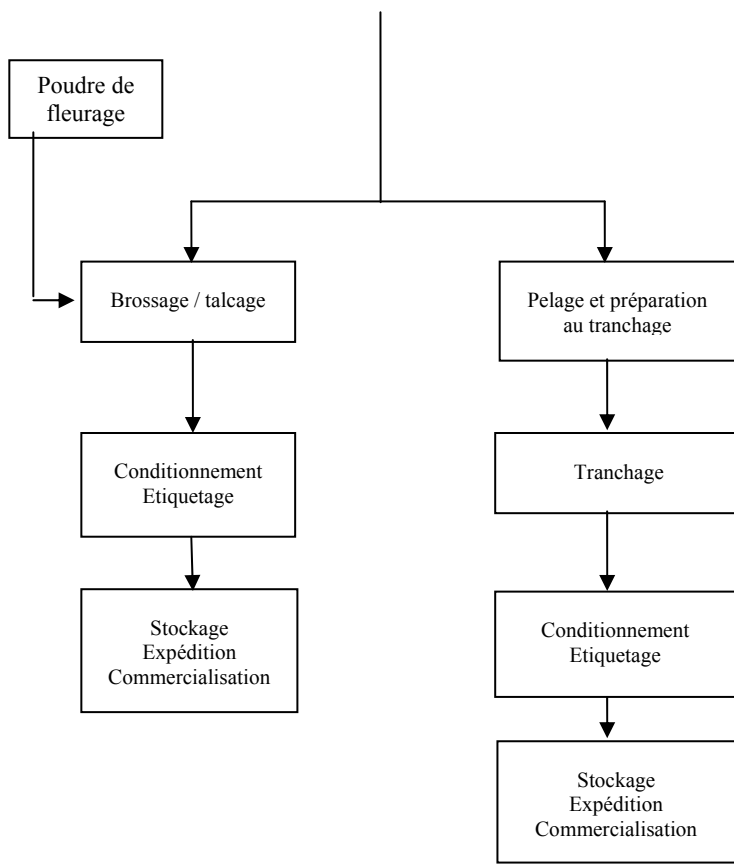 Poudre de
fleurage
Brossage / talcage
Conditionnement
Etiquetage
Stockage
Expédition
Commercialisation
Pelage et préparation
au tranchage
Tranchage
Conditionnement
Etiquetage
Stockage
Expédition
Commercialisation